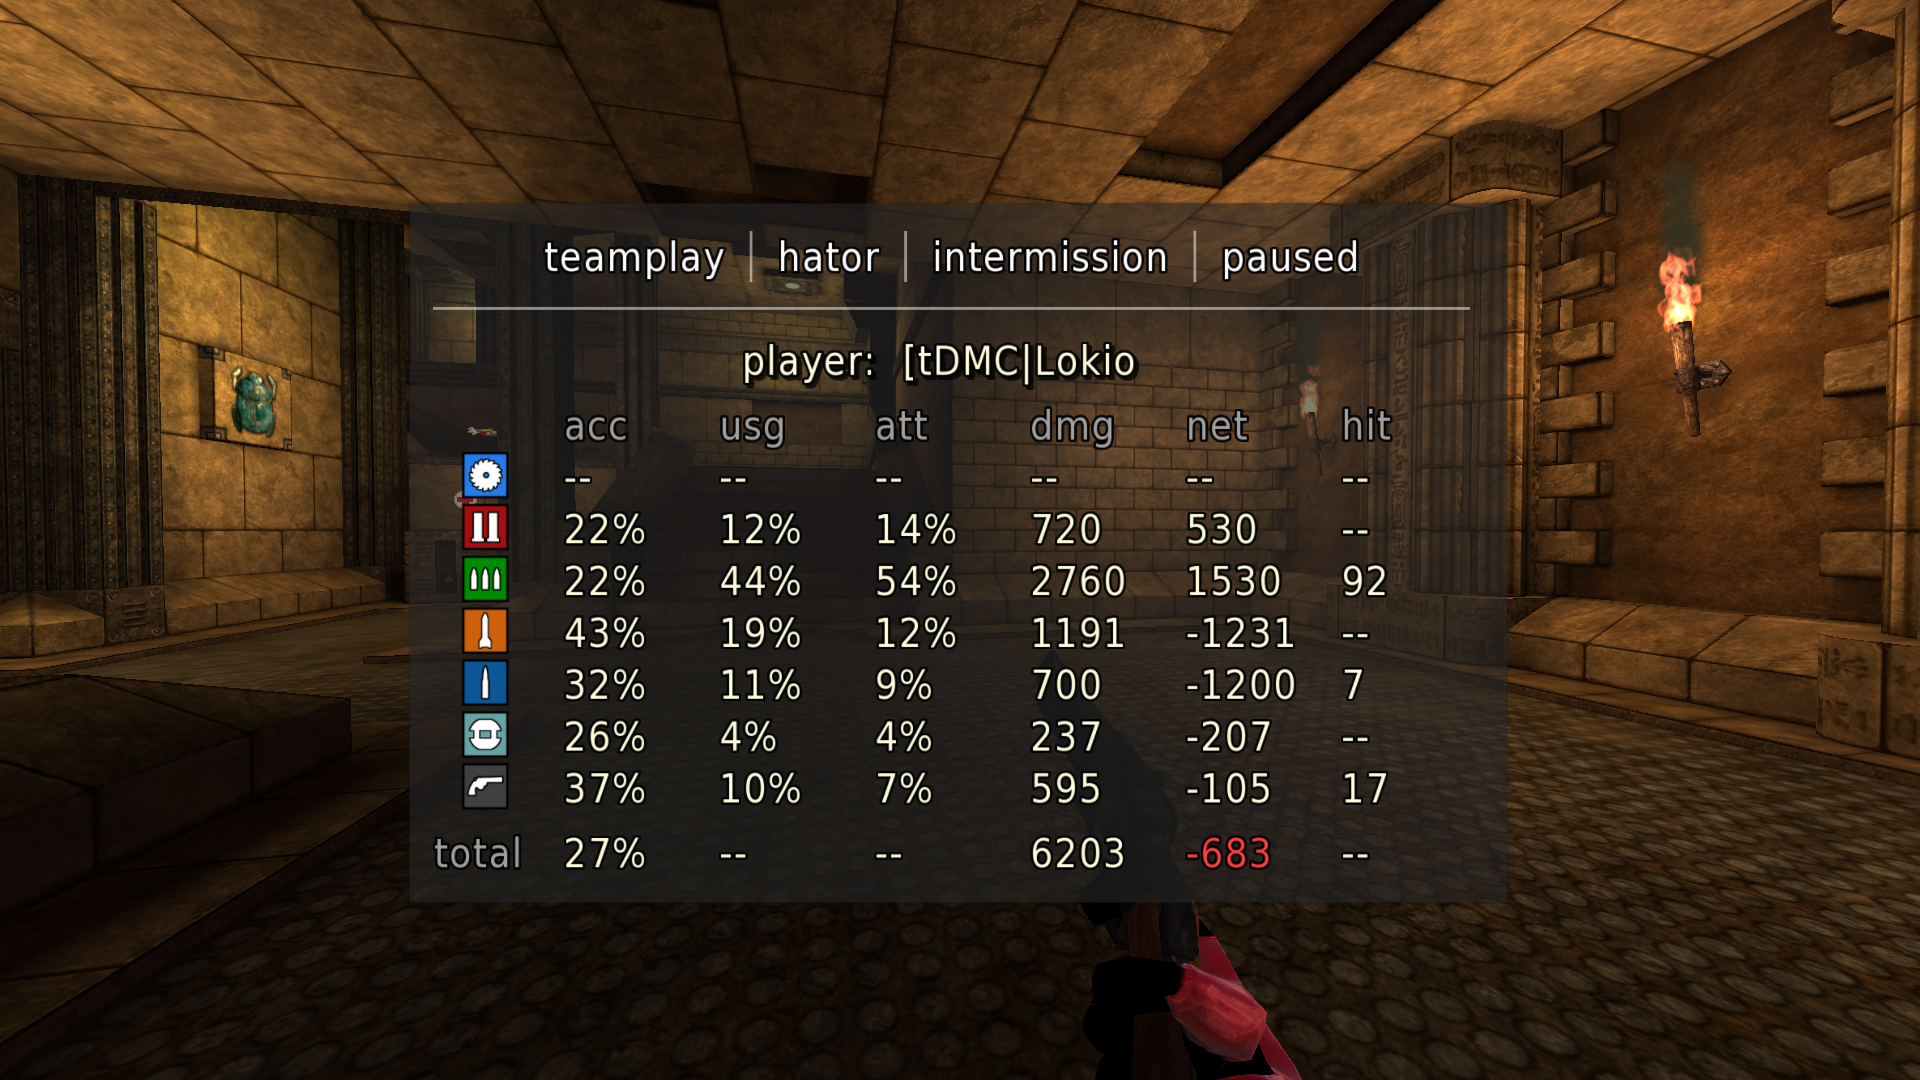 teamplay | hator | intermission | paused
player: [tDMC|Lokio
acc usg att dmg net hit
-- -- -- -- -- --
22% 12% 14% 720 530 --
22% 44% 54% 2760 1530 92
43% 19% 12% 1191 -1231 --
32% 11% 9% 700 -1200 7
26% 4% 4% 237 -207 --
37% 10% 7% 595 -105 17
total 27% -- -- 6203 -683 --